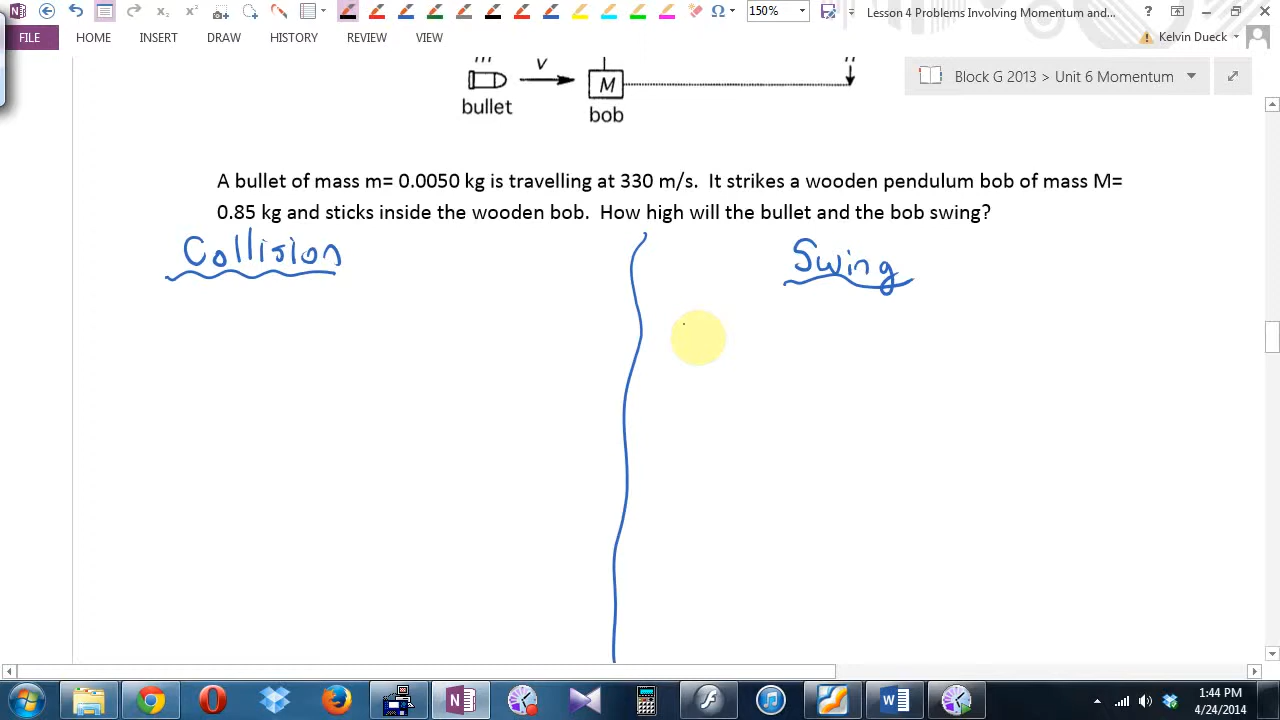 150%
Lesson 4 Problems Involving Momentum and...
?
FILE
HOME
INSERT
DRAW
HISTORY
REVIEW
VIEW
Kelvin Dueck
Block G 2013 > Unit 6 Momentum
v
M
bullet
bob
A bullet of mass m= 0.0050 kg is travelling at 330 m/s. It strikes a wooden pendulum bob of mass M=
0.85 kg and sticks inside the wooden bob. How high will the bullet and the bob swing?
Collision
Swing
1:44 PM
4/24/2014